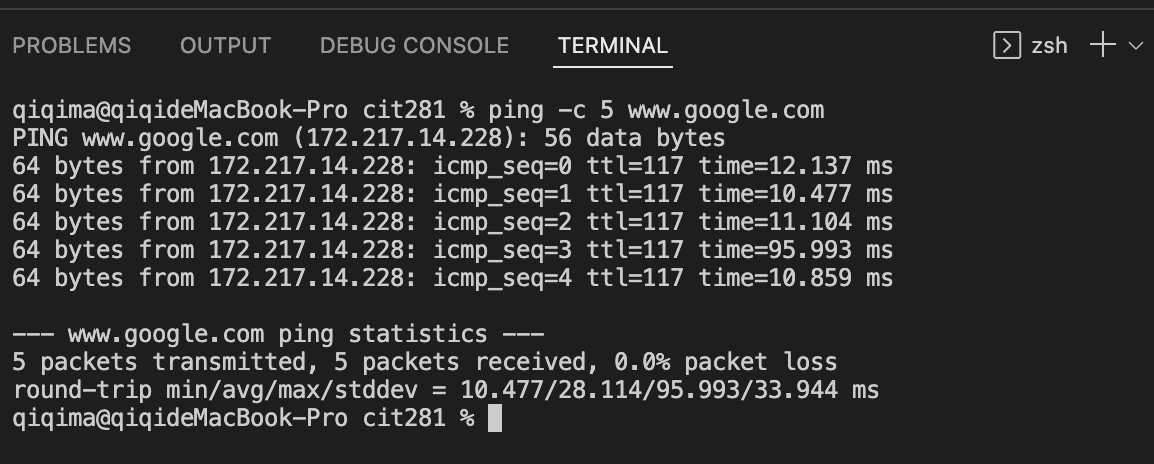 PROBLEMS OUTPUT DEBUG CONSOLE TERMINAL zsh
qiqima@qiqideMacBook-Pro cit281 % ping -c 5 www.google.com
PING www.google.com (172.217.14.228): 56 data bytes
64 bytes from 172.217.14.228: icmp_seq=0 ttl=117 time=12.137 ms
64 bytes from 172.217.14.228: icmp_seq=1 ttl=117 time=10.477 ms
64 bytes from 172.217.14.228: icmp_seq=2 ttl=117 time=11.104 ms
64 bytes from 172.217.14.228: icmp_seq=3 ttl=117 time=95.993 ms
64 bytes from 172.217.14.228: icmp_seq=4 ttl=117 time=10.859 ms
--- www.google.com ping statistics ---
5 packets transmitted, 5 packets received, 0.0% packet loss
round-trip min/avg/max/stddev = 10.477/28.114/95.993/33.944 ms
qiqima@qiqideMacBook-Pro cit281 %